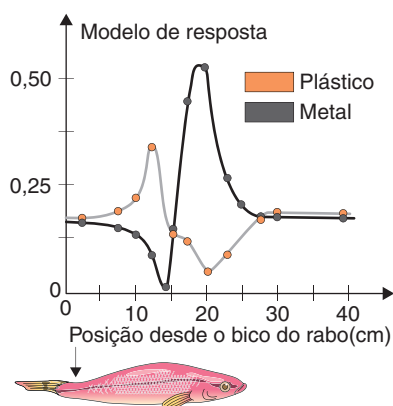 Modelo de resposta
0,50
Plástico
Metal
0,25
0
0 10 20 30 40
Posição desde o bico do rabo(cm)